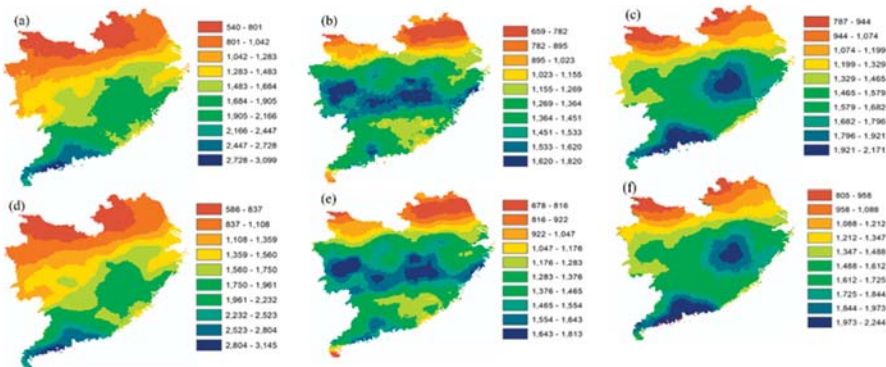 (a)
540 - 801
801 - 1,042
1,042 - 1,283
1,283 - 1,483
1,483 - 1,684
1,684 - 1,905
1,905 - 2,166
2,166 - 2,447
2,447 - 2,728
2,728 - 3,099
(b)
659 - 782
782 - 895
895 - 1,023
1,023 - 1,155
1,155 - 1,269
1,269 - 1,364
1,364 - 1,451
1,451 - 1,533
1,533 - 1,620
1,620 - 1,820
(c)
787 - 944
944 - 1,074
1,074 - 1,199
1,199 - 1,329
1,329 - 1,465
1,465 - 1,579
1,579 - 1,682
1,682 - 1,796
1,796 - 1,921
1,921 - 2,171
(d)
586 - 837
837 - 1,108
1,108 - 1,359
1,359 - 1,560
1,560 - 1,750
1,750 - 1,961
1,961 - 2,232
2,232 - 2,523
2,523 - 2,804
2,804 - 3,145
(e)
678 - 816
816 - 922
922 - 1,047
1,047 - 1,176
1,176 - 1,283
1,283 - 1,376
1,376 - 1,465
1,465 - 1,554
1,554 - 1,643
1,643 - 1,813
(f)
805 - 958
958 - 1,088
1,088 - 1,212
1,212 - 1,347
1,347 - 1,488
1,488 - 1,612
1,612 - 1,725
1,725 - 1,844
1,844 - 1,973
1,973 - 2,244